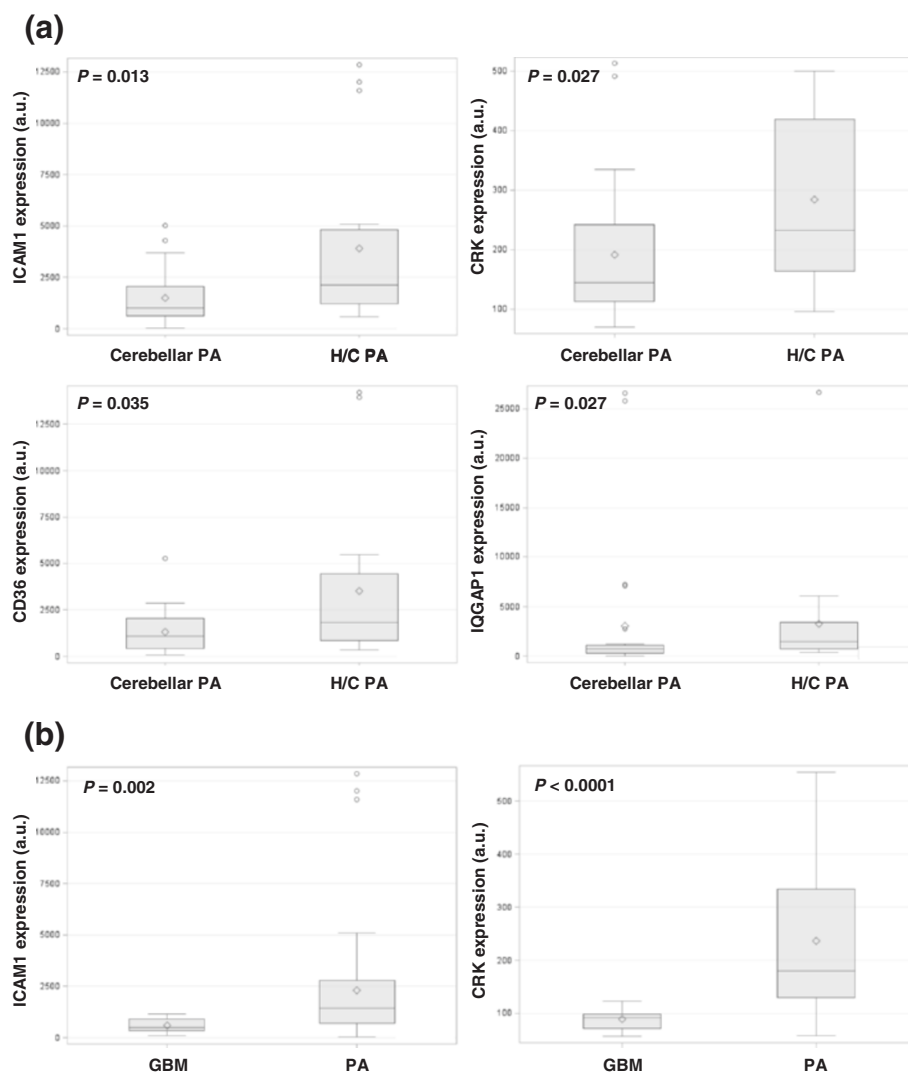 (a)
P = 0.013
ICAM1 expression (a.u.)
12500
10000
7500
5000
2500
0
Cerebellar PA
H/C PA
P = 0.027
CRK expression (a.u.)
500
400
300
200
100
Cerebellar PA
H/C PA
P = 0.035
CD36 expression (a.u.)
12500
10000
7500
5000
2500
0
Cerebellar PA
H/C PA
P = 0.027
IQGAP1 expression (a.u.)
25000
20000
15000
10000
5000
0
Cerebellar PA
H/C PA
(b)
P = 0.002
ICAM1 expression (a.u.)
12500
10000
7500
5000
2500
0
GBM
PA
P < 0.0001
CRK expression (a.u.)
500
400
300
200
100
GBM
PA